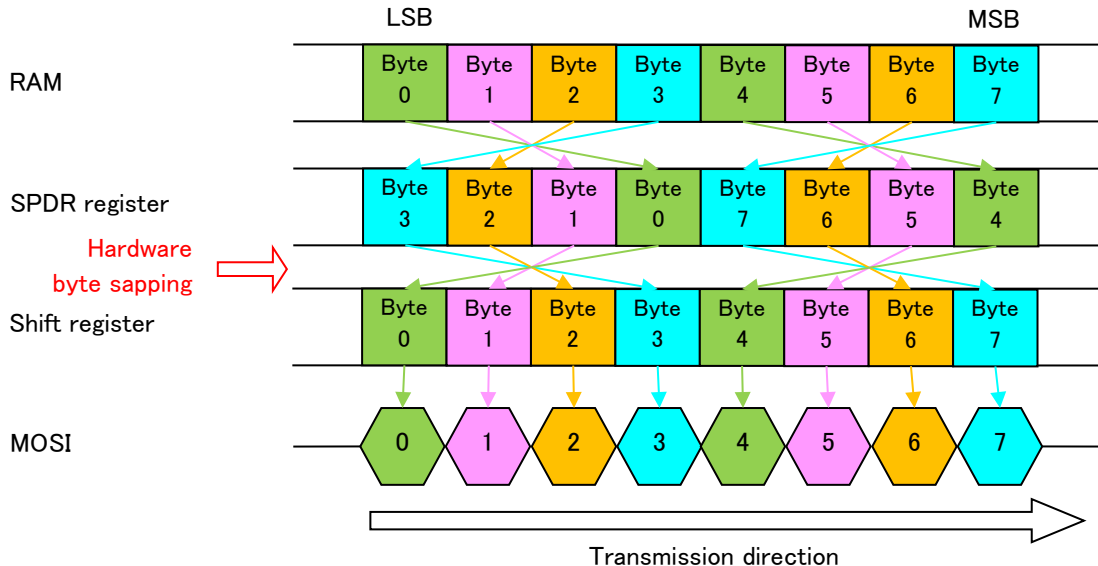 LSB MSB
RAM
Byte Byte Byte Byte Byte Byte Byte Byte
0 1 2 3 4 5 6 7
SPDR register
Byte Byte Byte Byte Byte Byte Byte Byte
3 2 1 0 7 6 5 4
Hardware
byte sapping
Shift register
Byte Byte Byte Byte Byte Byte Byte Byte
0 1 2 3 4 5 6 7
MOSI
0 1 2 3 4 5 6 7
Transmission direction